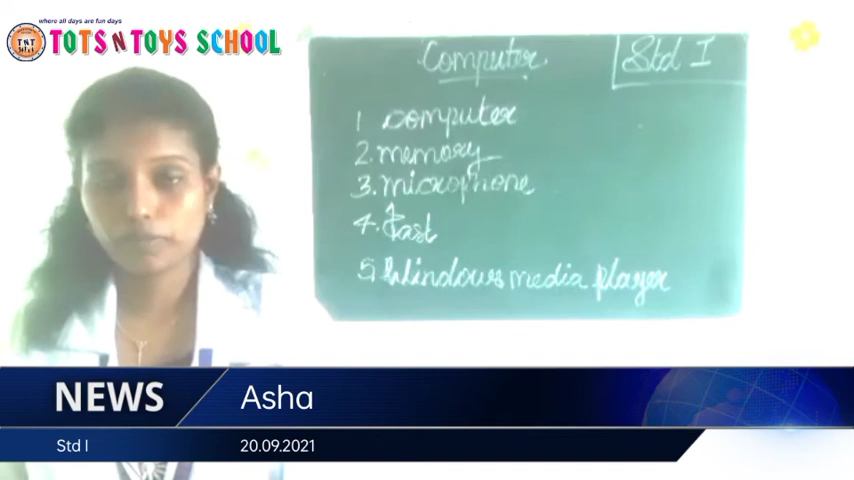 where all days are fun days
TNT
TOTS N TOYS SCHOOL
Computer
Std I
1 computer
2. memory
3. microphone
4. fast
5 Windows media player
NEWS
Asha
Std I
20.09.2021